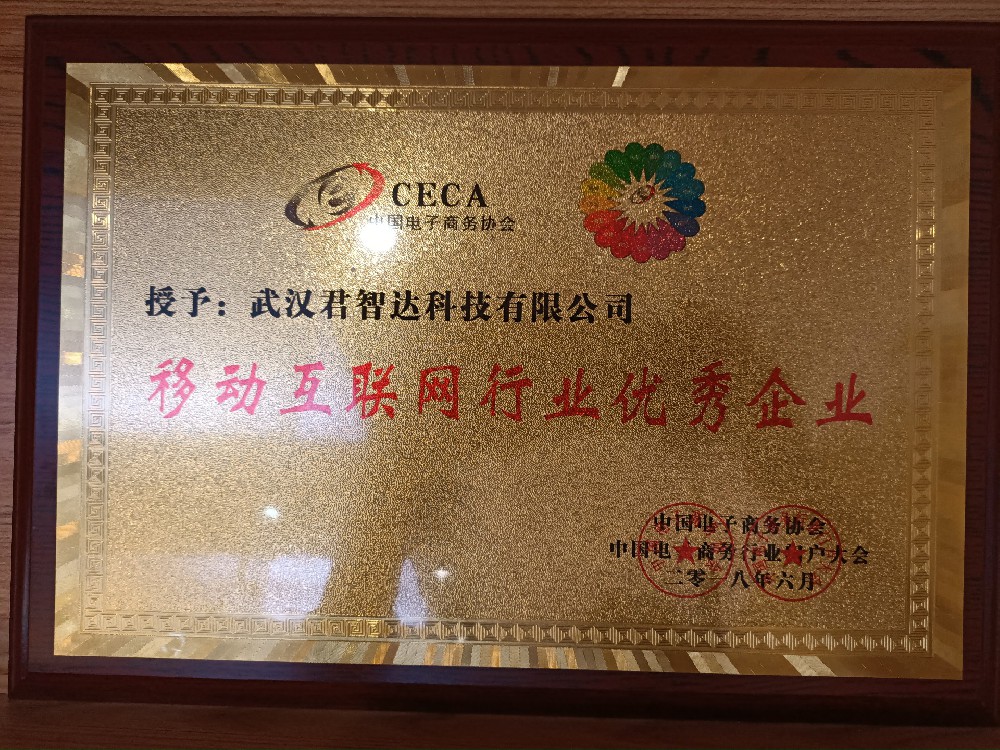 CECA
中国电子商务协会
授予：武汉君智达科技有限公司
移动互联网行业优秀企业
中国电子商务协会
中国电子商务行业客户大会
二零一八年六月